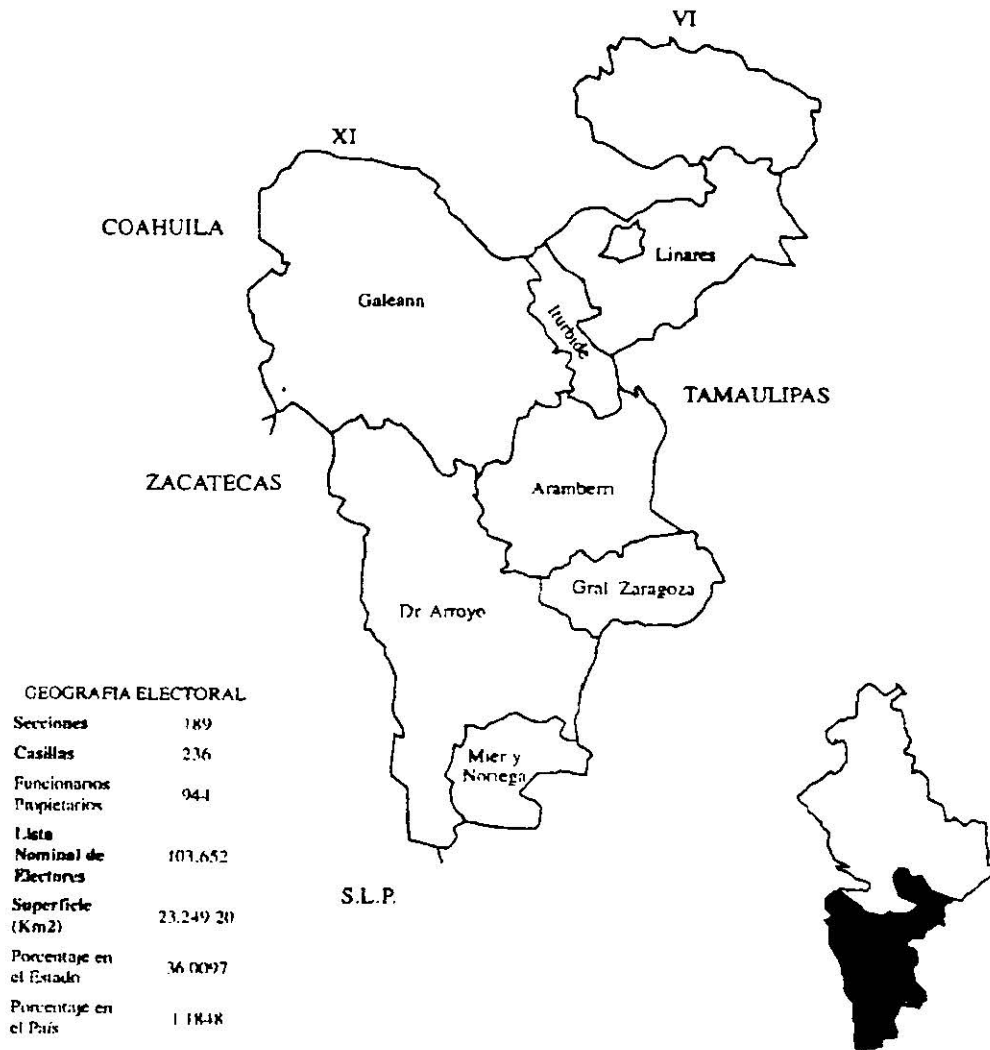 VI
XI
COAHUILA
Linares
Galeann
Iturbide
TAMAULIPAS
ZACATECAS
Aramberri
Gral Zaragoza
Dr Arroyo
Mier y
Noriega
S.L.P.
GEOGRAFIA ELECTORAL
Secciones 189
Casillas 236
Funcionarios
Propietarios 944
Lista
Nominal de
Electores 103,652
Superficie
(Km2) 23,249 20
Porcentaje en
el Estado 36 0097
Porcentaje en
el País 1 1848